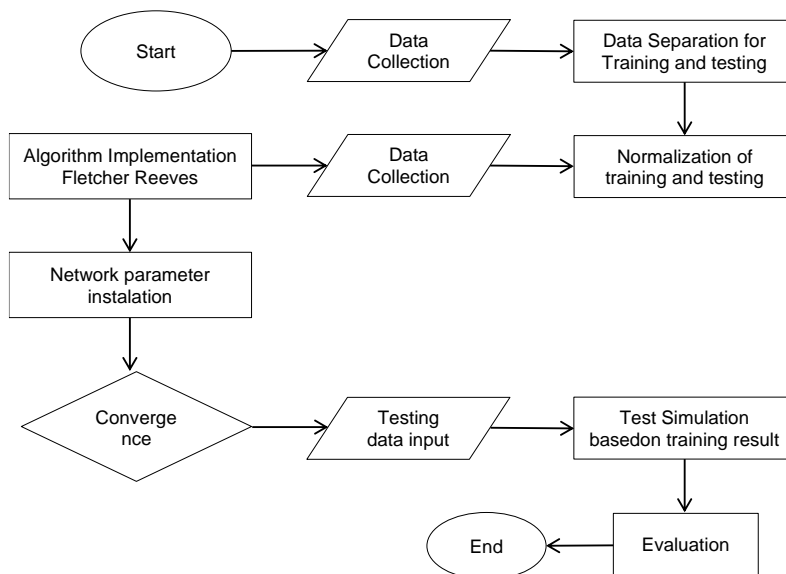 Start
Data
Collection
Data Separation for
Training and testing
Algorithm Implementation
Fletcher Reeves
Data
Collection
Normalization of
training and testing
Network parameter
instalation
Converge
nce
Testing
data input
Test Simulation
basedon training result
End
Evaluation